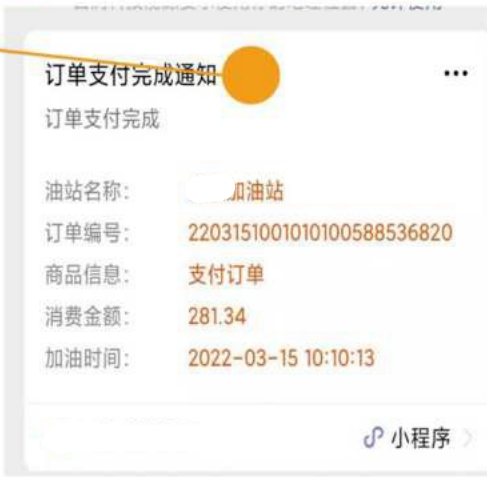 订单支付完成通知
订单支付完成
油站名称: 加油站
订单编号: 2203151001010100588536820
商品信息: 支付订单
消费金额: 281.34
加油时间: 2022-03-15 10:10:13
小程序